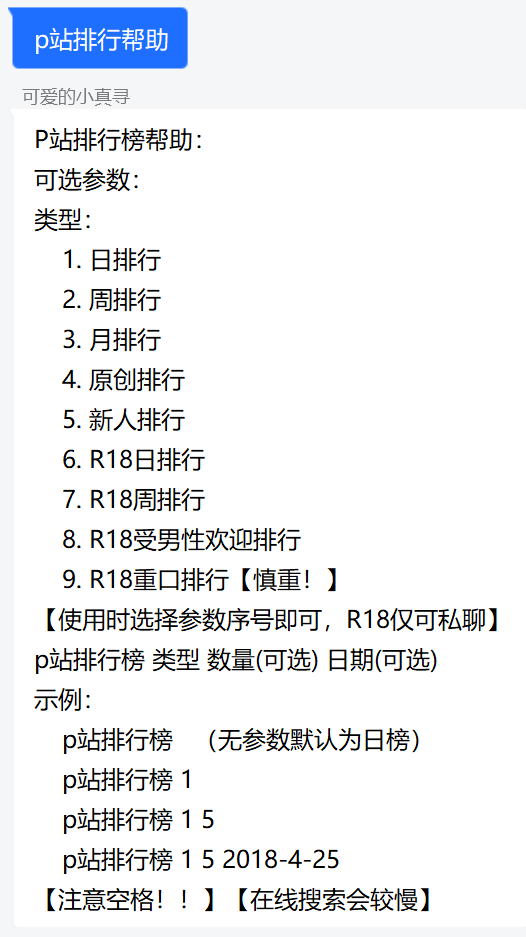 p站排行帮助
可爱的小真寻
P站排行榜帮助：
可选参数：
类型：
1. 日排行
2. 周排行
3. 月排行
4. 原创排行
5. 新人排行
6. R18日排行
7. R18周排行
8. R18受男性欢迎排行
9. R18重口排行【慎重！】
【使用时选择参数序号即可，R18仅可私聊】
p站排行榜 类型 数量(可选) 日期(可选)
示例：
p站排行榜 （无参数默认为日榜）
p站排行榜 1
p站排行榜 1 5
p站排行榜 1 5 2018-4-25
【注意空格！！】【在线搜索会较慢】